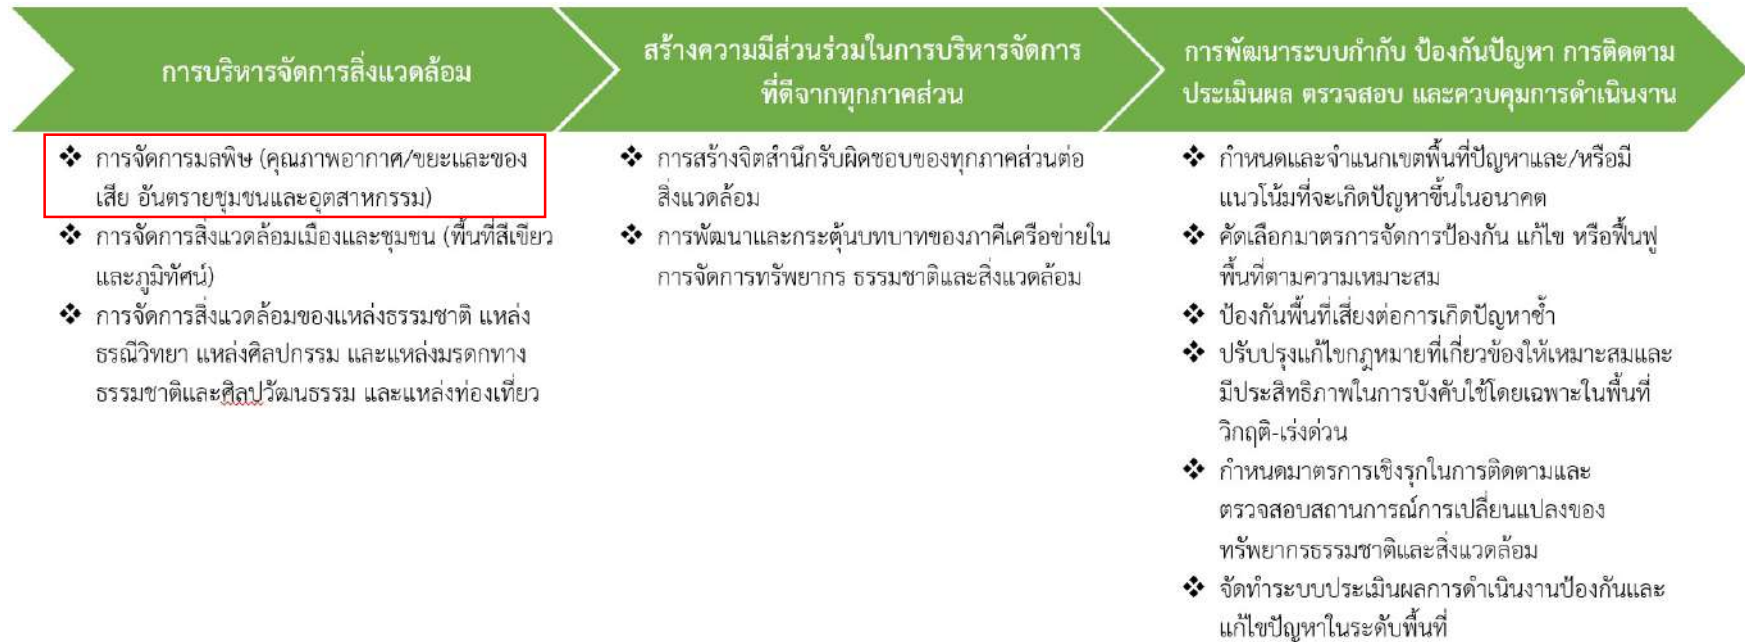 การบริหารจัดการสิ่งแวดล้อม
❖ การจัดการมลพิษ (คุณภาพอากาศ/ขยะและของ
เสีย อันตรายชุมชนและอุตสาหกรรม)
❖ การจัดการสิ่งแวดล้อมเมืองและชุมชน (พื้นที่สีเขียว
และภูมิทัศน์)
❖ การจัดการสิ่งแวดล้อมของแหล่งธรรมชาติ แหล่ง
ธรณีวิทยา แหล่งศิลปกรรม และแหล่งมรดกทาง
ธรรมชาติและศิลปวัฒนธรรม และแหล่งท่องเที่ยว
สร้างความมีส่วนร่วมในการบริหารจัดการ
ที่ดีจากทุกภาคส่วน
❖ การสร้างจิตสำนึกรับผิดชอบของทุกภาคส่วนต่อ
สิ่งแวดล้อม
❖ การพัฒนาและกระตุ้นบทบาทของภาคีเครือข่ายใน
การจัดการทรัพยากร ธรรมชาติและสิ่งแวดล้อม
การพัฒนาระบบกำกับ ป้องกันปัญหา การติดตาม
ประเมินผล ตรวจสอบ และควบคุมการดำเนินงาน
❖ กำหนดและจำแนกเขตพื้นที่ปัญหาและ/หรือมี
แนวโน้มที่จะเกิดปัญหาขึ้นในอนาคต
❖ คัดเลือกมาตรการจัดการป้องกัน แก้ไข หรือฟื้นฟู
พื้นที่ตามความเหมาะสม
❖ ป้องกันพื้นที่เสี่ยงต่อการเกิดปัญหาซ้ำ
❖ ปรับปรุงแก้ไขกฎหมายที่เกี่ยวข้องให้เหมาะสมและ
มีประสิทธิภาพในการบังคับใช้โดยเฉพาะในพื้นที่
วิกฤติ-เร่งด่วน
❖ กำหนดมาตรการเชิงรุกในการติดตามและ
ตรวจสอบสถานการณ์การเปลี่ยนแปลงของ
ทรัพยากรธรรมชาติและสิ่งแวดล้อม
❖ จัดทำระบบประเมินผลการดำเนินงานป้องกันและ
แก้ไขปัญหาในระดับพื้นที่